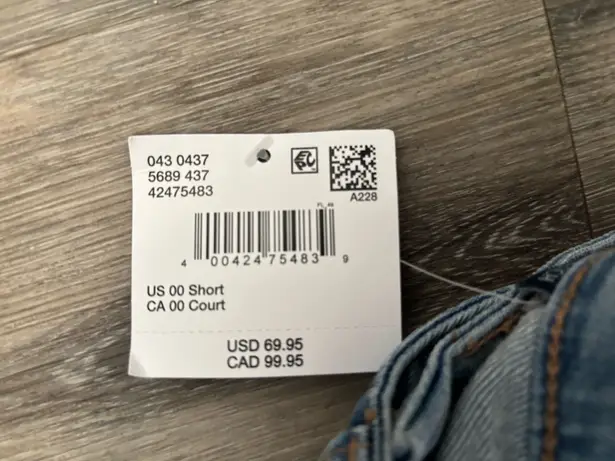 043 0437
5689 437
42475483
A228
FL_48
4 00424 75483 9
US 00 Short
CA 00 Court
USD 69.95
CAD 99.95